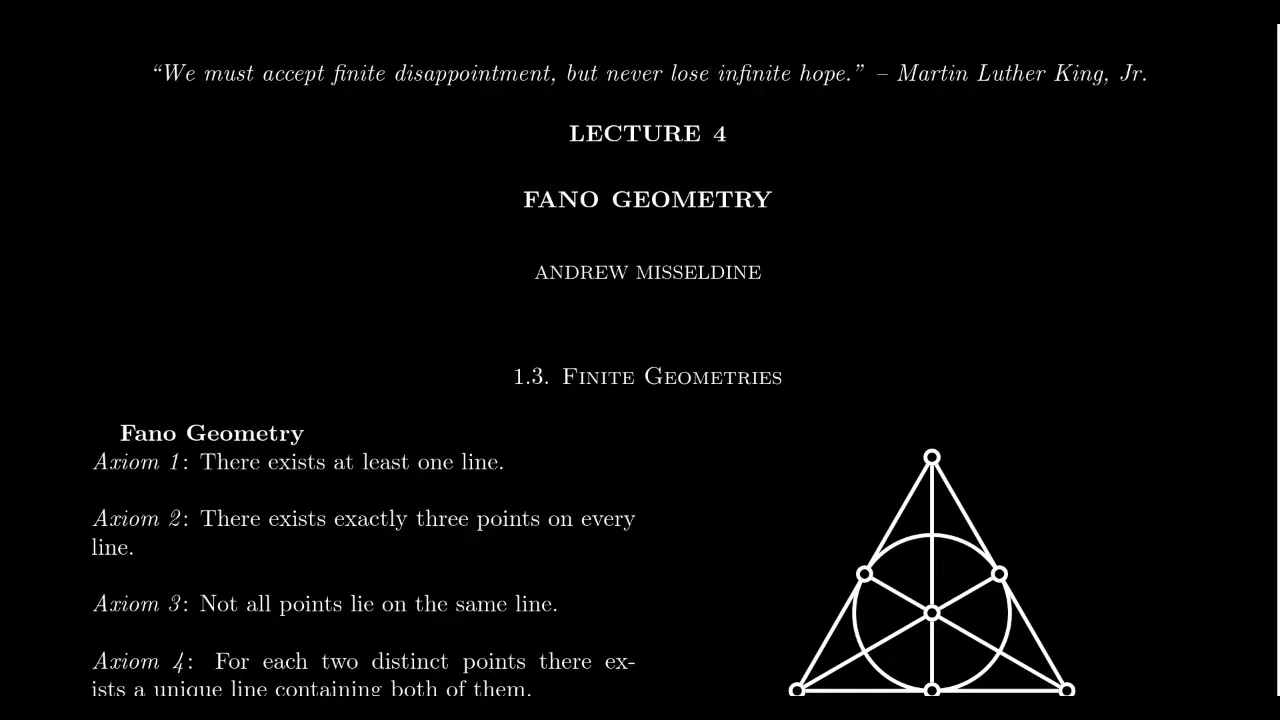 “We must accept finite disappointment, but never lose infinite hope.” – Martin Luther King, Jr.
LECTURE 4
FANO GEOMETRY
ANDREW MISSELDINE
1.3. Finite Geometries
Fano Geometry
Axiom 1: There exists at least one line.
Axiom 2: There exists exactly three points on every
line.
Axiom 3: Not all points lie on the same line.
Axiom 4: For each two distinct points there ex-
ists a unique line containing both of them.